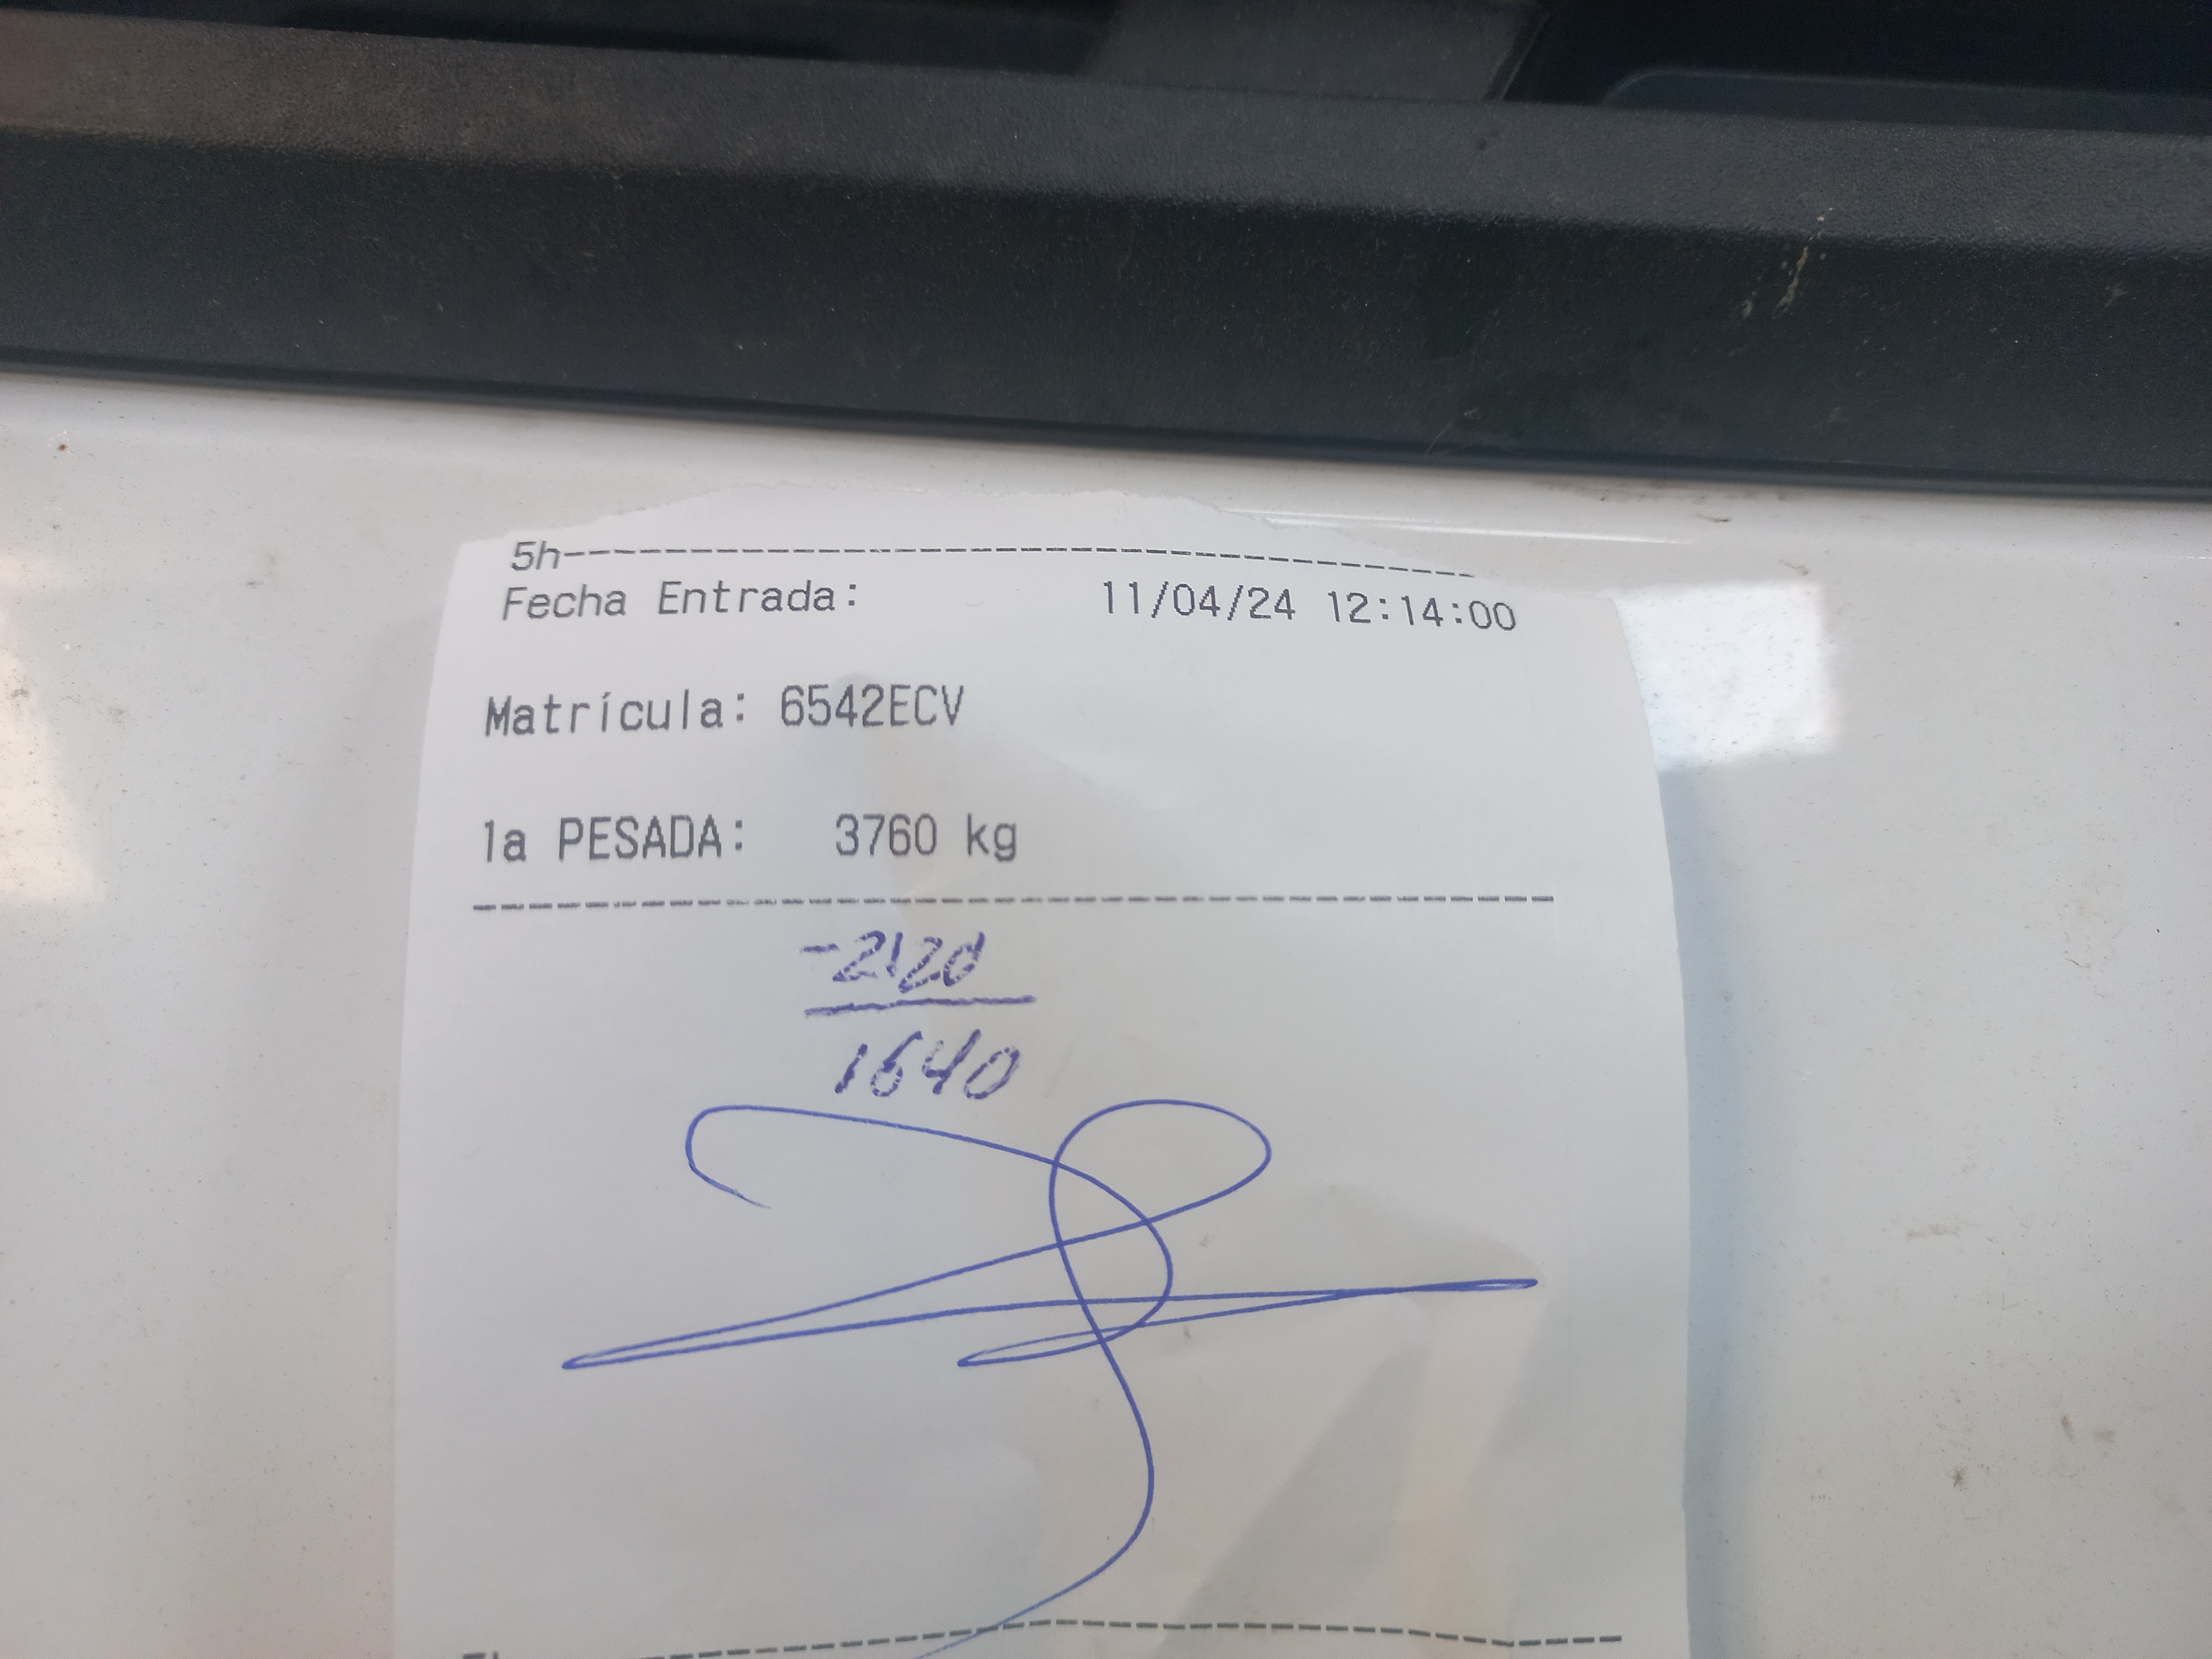 5h-----------------------------------
Fecha Entrada: 11/04/24 12:14:00
Matrícula: 6542ECV
1a PESADA: 3760 kg
-2120
1640